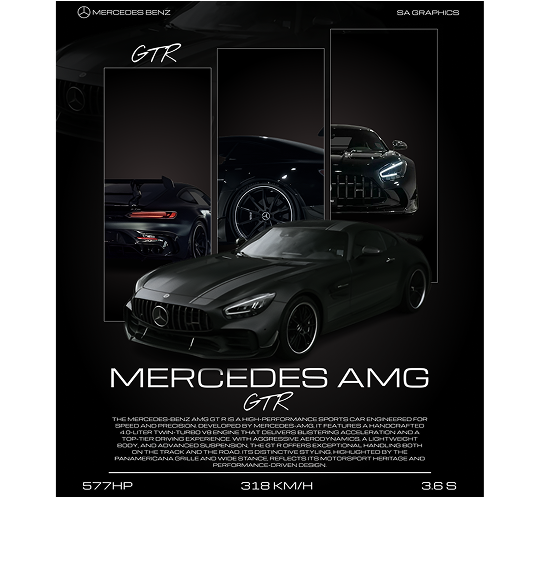 MERCEDES BENZ
SA GRAPHICS
GTR
MERCEDES AMG
GTR
THE MERCEDES-BENZ AMG GT R IS A HIGH-PERFORMANCE SPORTS CAR ENGINEERED FOR
SPEED AND PRECISION. DEVELOPED BY MERCEDES-AMG, IT FEATURES A HANDCRAFTED
4.0-LITER TWIN-TURBO V8 ENGINE THAT DELIVERS BLISTERING ACCELERATION AND A
TOP-TIER DRIVING EXPERIENCE. WITH AGGRESSIVE AERODYNAMICS, A LIGHTWEIGHT
BODY, AND ADVANCED SUSPENSION, THE GT R OFFERS EXCEPTIONAL HANDLING BOTH
ON THE TRACK AND THE ROAD. ITS DISTINCTIVE STYLING, HIGHLIGHTED BY THE
PANAMERICANA GRILLE AND WIDE STANCE, REFLECTS ITS MOTORSPORT HERITAGE AND
PERFORMANCE-DRIVEN DESIGN.
577HP
318 KM/H
3.6 S